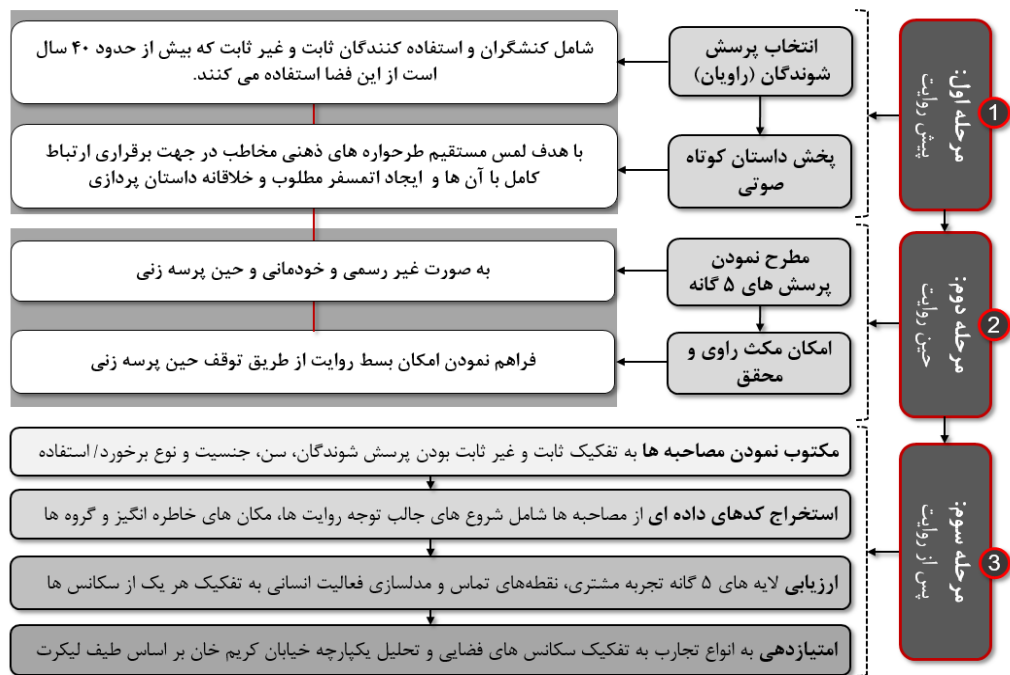 1
مرحله اول:
پیش روایت
انتخاب پرسش
شوندگان (راویان)
شامل کنشگران و استفاده کنندگان ثابت و غیر ثابت که بیش از حدود ۴۰ سال
است از این فضا استفاده می کنند.
پخش داستان کوتاه
صوتی
با هدف لمس مستقیم طرحواره های ذهنی مخاطب در جهت برقراری ارتباط
کامل با آن ها و ایجاد اتمسفر مطلوب و خلاقانه داستان پردازی
2
مرحله دوم:
حین روایت
مطرح نمودن
پرسش های ۵ گانه
به صورت غیر رسمی و خودمانی و حین پرسه زنی
امکان مکث راوی و
محقق
فراهم نمودن امکان بسط روایت از طریق توقف حین پرسه زنی
3
مرحله سوم:
پس از روایت
مکتوب نمودن مصاحبه ها به تفکیک ثابت و غیر ثابت بودن پرسش شوندگان، سن، جنسیت و نوع برخورد/ استفاده
استخراج کدهای داده ای از مصاحبه ها شامل شروع های جالب توجه روایت ها، مکان های خاطره انگیز و گروه ها
ارزیابی لایه های ۵ گانه تجربه مشتری، نقطه‌های تماس و مدلسازی فعالیت انسانی به تفکیک هر یک از سکانس ها
امتیازدهی به انواع تجارب به تفکیک سکانس های فضایی و تحلیل یکپارچه خیابان کریم خان بر اساس طیف لیکرت